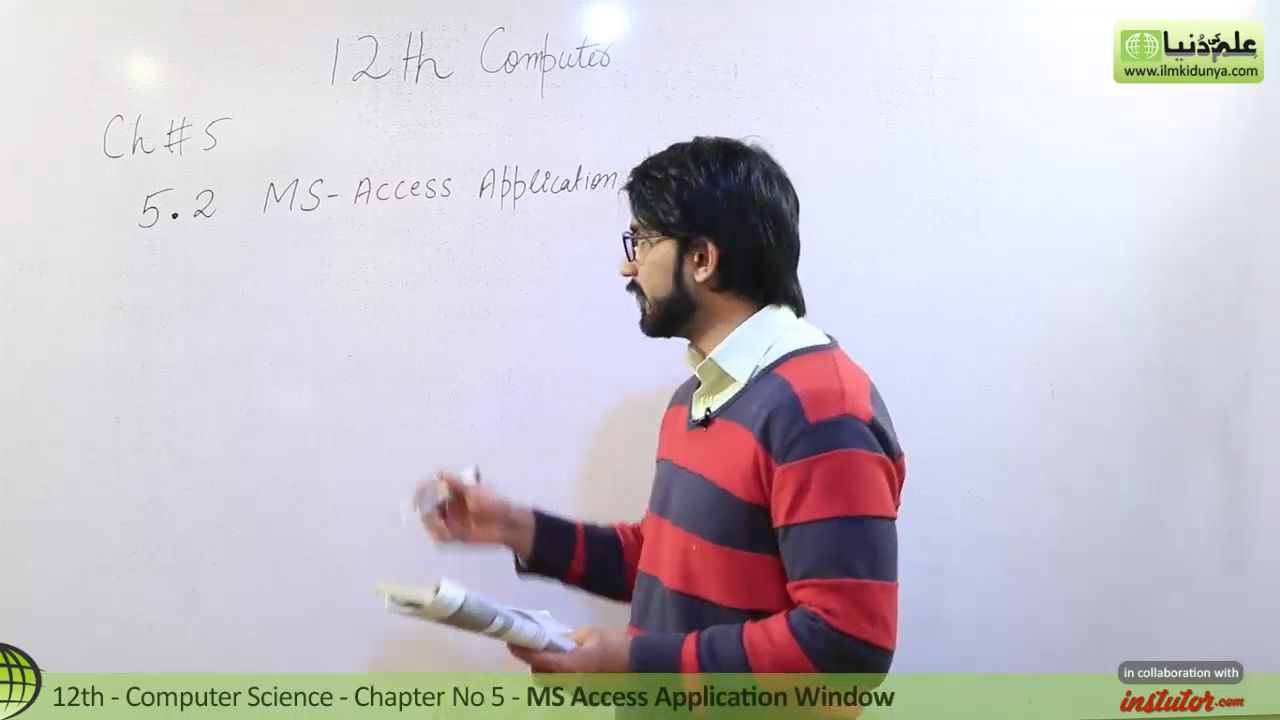 12th Computer
علم کی دُنیا
www.ilmkidunya.com
Ch # 5
5.2 MS-Access Application
in collaboration with
instutor.com
12th - Computer Science - Chapter No 5 - MS Access Application Window